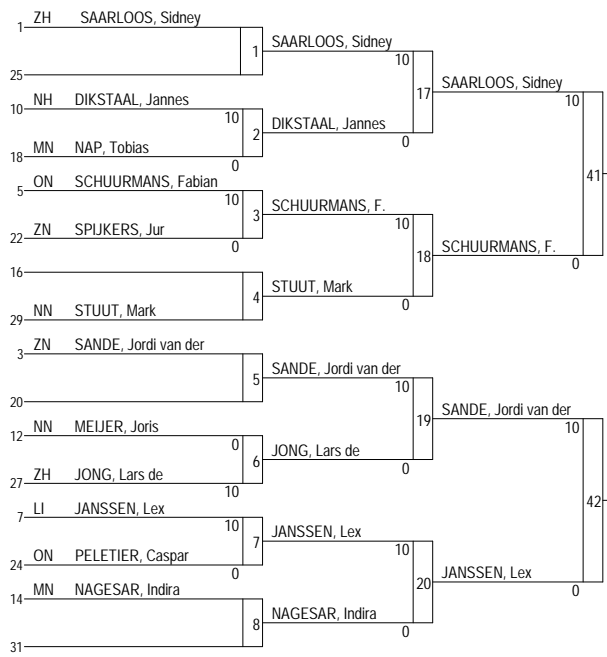 1 ZH SAARLOOS, Sidney
1 SAARLOOS, Sidney
25
10
17 SAARLOOS, Sidney
10
10 NH DIKSTAAL, Jannes
10
2 DIKSTAAL, Jannes
0
18 MN NAP, Tobias
0
41
5 ON SCHUURMANS, Fabian
10
3 SCHUURMANS, F.
10
22 ZN SPIJKERS, Jur
0
18 SCHUURMANS, F.
0
16
4 STUUT, Mark
0
29 NN STUUT, Mark
3 ZN SANDE, Jordi van der
5 SANDE, Jordi van der
10
20
19 SANDE, Jordi van der
10
12 NN MEIJER, Joris
0
6 JONG, Lars de
0
27 ZH JONG, Lars de
10
42
7 LI JANSSEN, Lex
10
7 JANSSEN, Lex
10
24 ON PELETIER, Caspar
0
20 JANSSEN, Lex
0
14 MN NAGESAR, Indira
8 NAGESAR, Indira
0
31